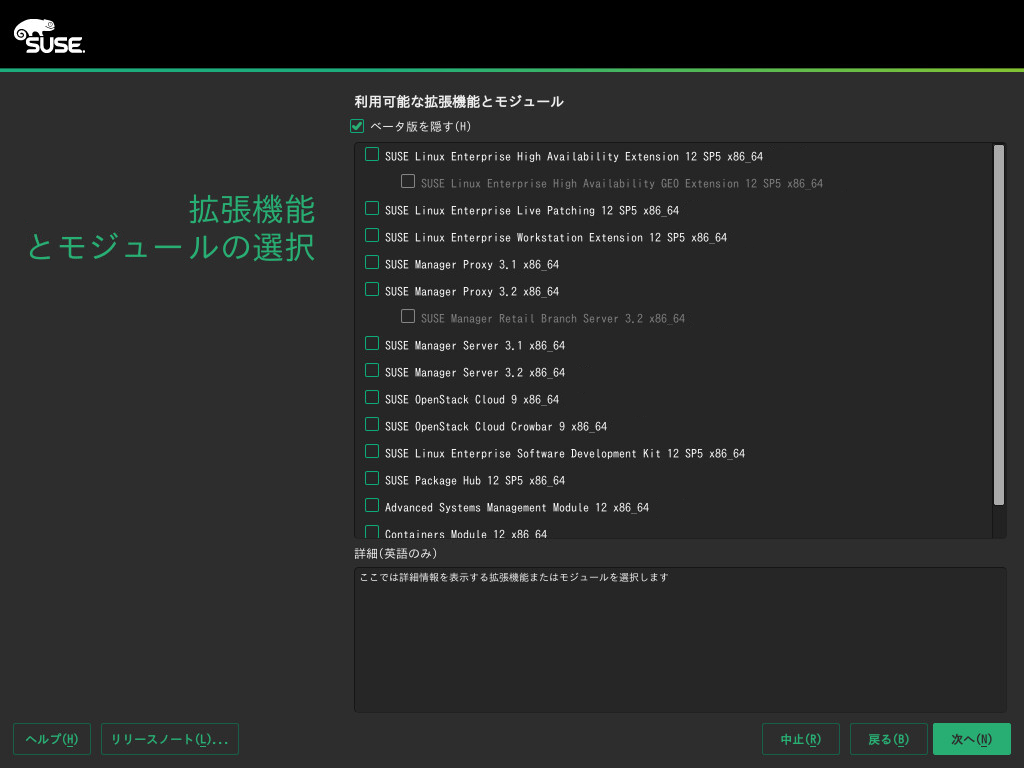 SUSE.
利用可能な拡張機能とモジュール
ベータ版を隠す(H)
拡張機能
とモジュールの選択
SUSE Linux Enterprise High Availability Extension 12 SP5 x86_64
SUSE Linux Enterprise High Availability GEO Extension 12 SP5 x86_64
SUSE Linux Enterprise Live Patching 12 SP5 x86_64
SUSE Linux Enterprise Workstation Extension 12 SP5 x86_64
SUSE Manager Proxy 3.1 x86_64
SUSE Manager Proxy 3.2 x86_64
SUSE Manager Retail Branch Server 3.2 x86_64
SUSE Manager Server 3.1 x86_64
SUSE Manager Server 3.2 x86_64
SUSE OpenStack Cloud 9 x86_64
SUSE OpenStack Cloud Crowbar 9 x86_64
SUSE Linux Enterprise Software Development Kit 12 SP5 x86_64
SUSE Package Hub 12 SP5 x86_64
Advanced Systems Management Module 12 x86_64
Containers Module 12 x86_64
詳細(英語のみ)
ここでは詳細情報を表示する拡張機能またはモジュールを選択します
ヘルプ(H)
リリースノート(L)...
中止(R)
戻る(B)
次へ(N)